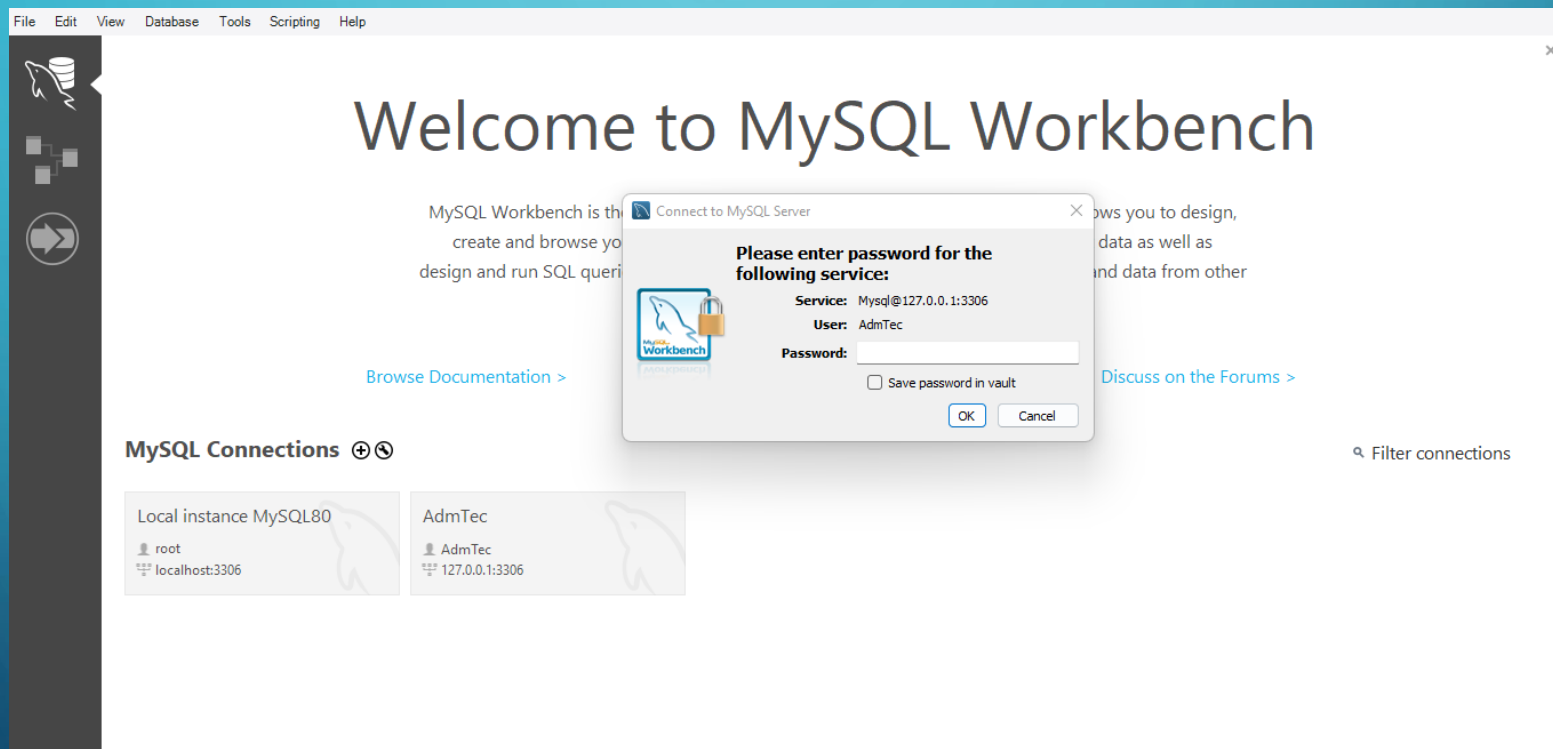 File Edit View Database Tools Scripting Help
Welcome to MySQL Workbench
MySQL Workbench is the
ows you to design,
create and browse yo
data as well as
design and run SQL queri
and data from other
Connect to MySQL Server
Please enter password for the
following service:
Service: Mysql@127.0.0.1:3306
User: AdmTec
Password:
Save password in vault
OK Cancel
MySQL
Workbench
Browse Documentation >
Discuss on the Forums >
MySQL Connections
Filter connections
Local instance MySQL80
root
localhost:3306
AdmTec
AdmTec
127.0.0.1:3306